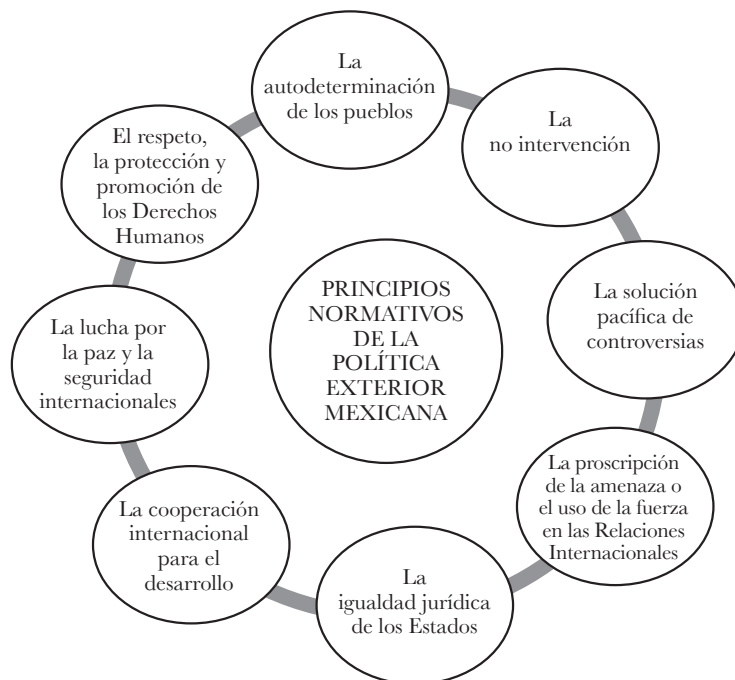 La
autodeterminación
de los pueblos
La
no intervención
La solución
pacífica de
controversias
La proscripción
de la amenaza o
el uso de la fuerza
en las Relaciones
Internacionales
La
igualdad jurídica
de los Estados
La cooperación
internacional
para el
desarrollo
La lucha por
la paz y la
seguridad
internacionales
El respeto,
la protección y
promoción de
los Derechos
Humanos
PRINCIPIOS
NORMATIVOS
DE LA
POLÍTICA
EXTERIOR
MEXICANA